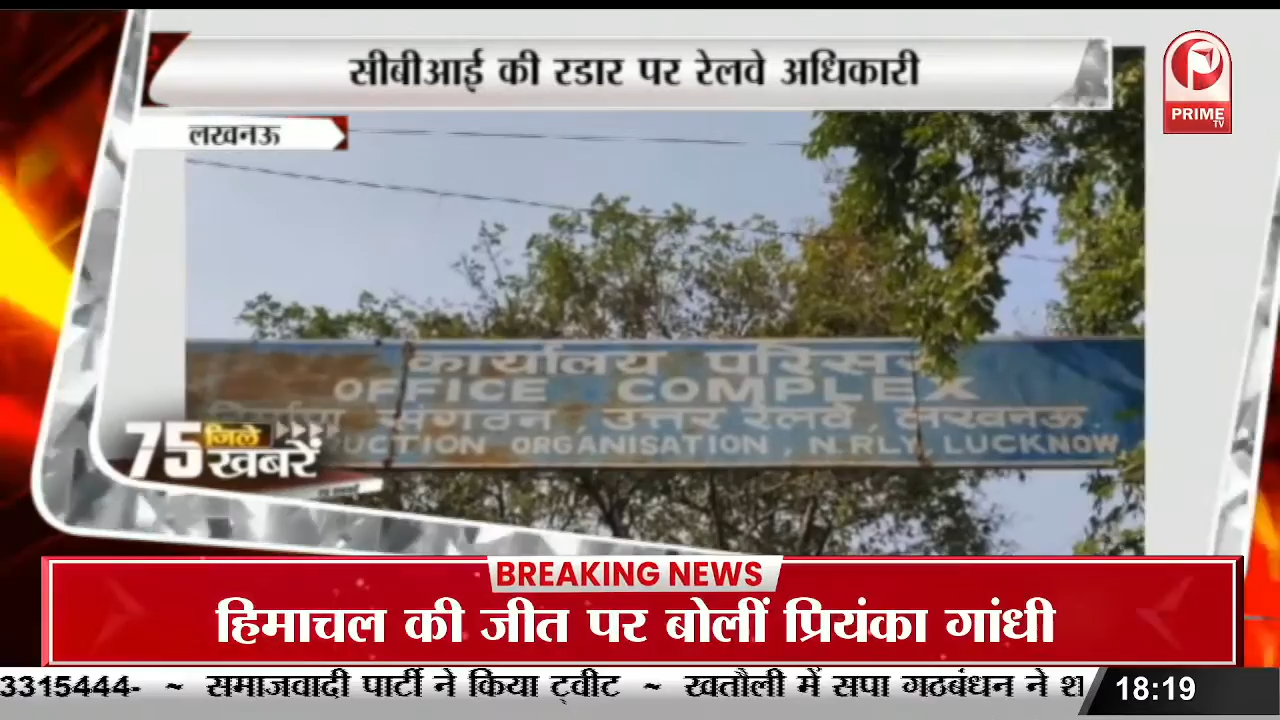 सीबीआई की रडार पर रेलवे अधिकारी
PRIME
TV
लखनऊ
कार्यालय परिसर
OFFICE COMPLEX
निर्माण संगठन, उत्तर रेलवे, लखनऊ.
RUCTION ORGANISATION, N.RLY, LUCKNOW
75 जिले
खबरें
BREAKING NEWS
हिमाचल की जीत पर बोलीं प्रियंका गांधी
3315444- ~ समाजवादी पार्टी ने किया ट्वीट ~ खतौली में सपा गठबंधन ने श
18:19